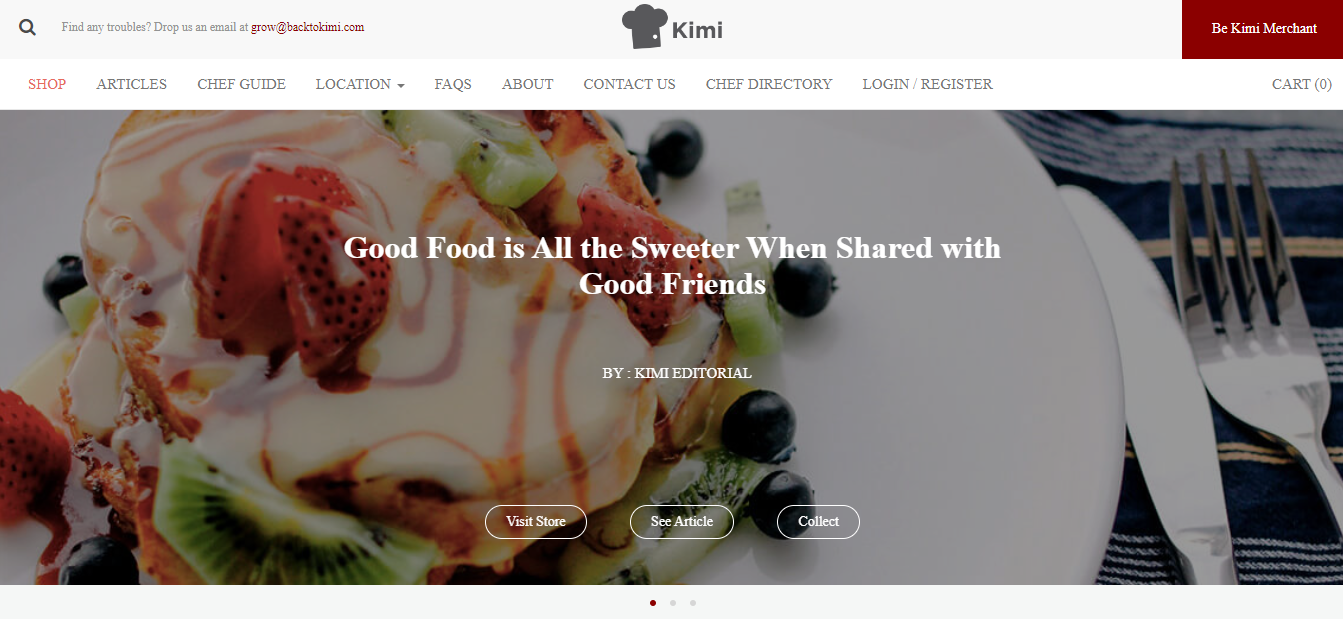 Find any troubles? Drop us an email at grow@backtokimi.com
Kimi
Be Kimi Merchant
SHOP
ARTICLES
CHEF GUIDE
LOCATION
FAQS
ABOUT
CONTACT US
CHEF DIRECTORY
LOGIN / REGISTER
CART (0)
Good Food is All the Sweeter When Shared with
Good Friends
BY : KIMI EDITORIAL
Visit Store
See Article
Collect